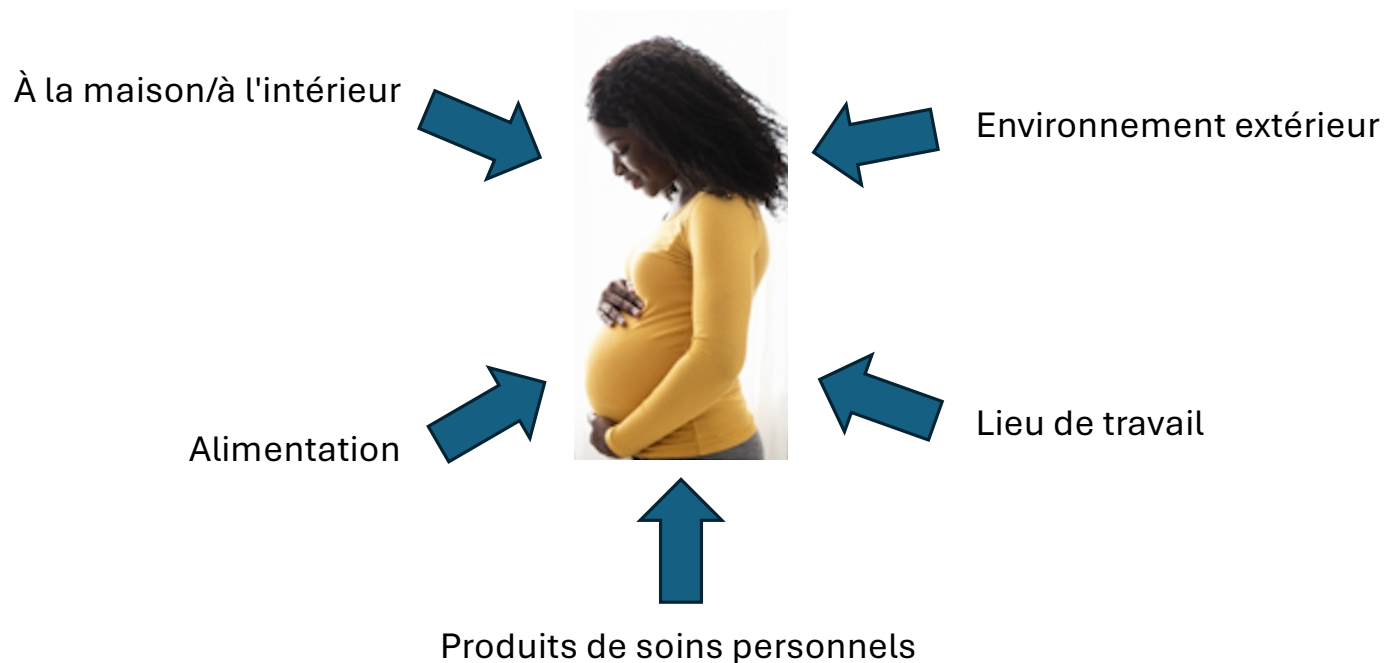 À la maison/à l'intérieur
Environnement extérieur
Alimentation
Lieu de travail
Produits de soins personnels